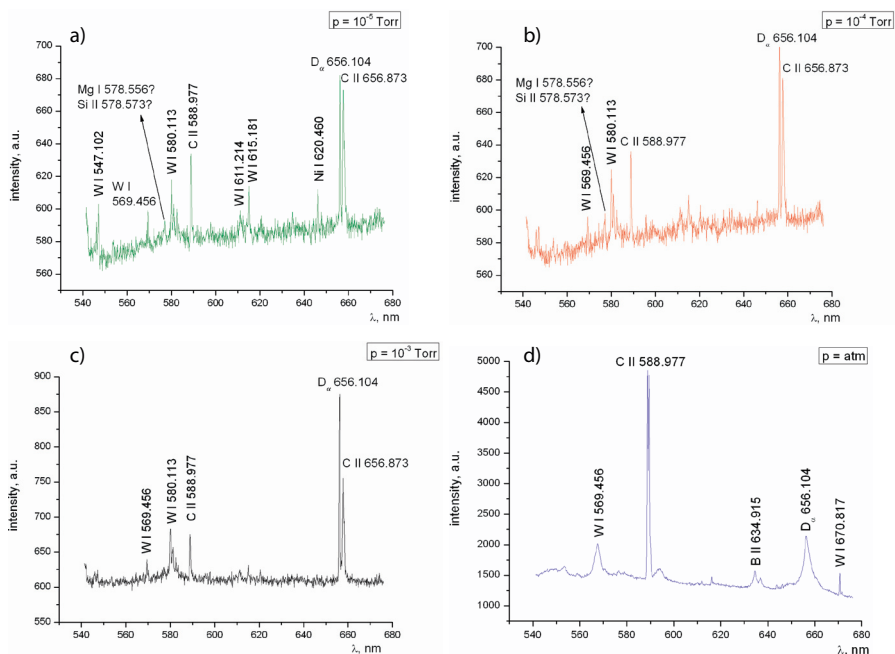 a)
p = 10⁻⁵ Torr
intensity, a.u.
700
680
660
640
620
600
580
560
540
560
580
600
620
640
660
680
λ, nm
W I 547.102
W I
569.456
Mg I 578.556?
Si II 578.573?
W I 580.113
C II 588.977
W I 611.214
W I 615.181
Ni I 620.460
Dα 656.104
C II 656.873
b)
p = 10⁻⁴ Torr
intensity, a.u.
700
680
660
640
620
600
580
560
540
560
580
600
620
640
660
680
λ, nm
Mg I 578.556?
Si II 578.573?
W I 569.456
W I 580.113
C II 588.977
Dα 656.104
C II 656.873
c)
p = 10⁻³ Torr
intensity, a.u.
900
850
800
750
700
650
600
550
540
560
580
600
620
640
660
680
λ, nm
W I 569.456
W I 580.113
C II 588.977
Dα 656.104
C II 656.873
d)
p = atm
intensity, a.u.
5000
4500
4000
3500
3000
2500
2000
1500
1000
540
560
580
600
620
640
660
680
λ, nm
W I 569.456
C II 588.977
B II 634.915
Dα 656.104
W I 670.817